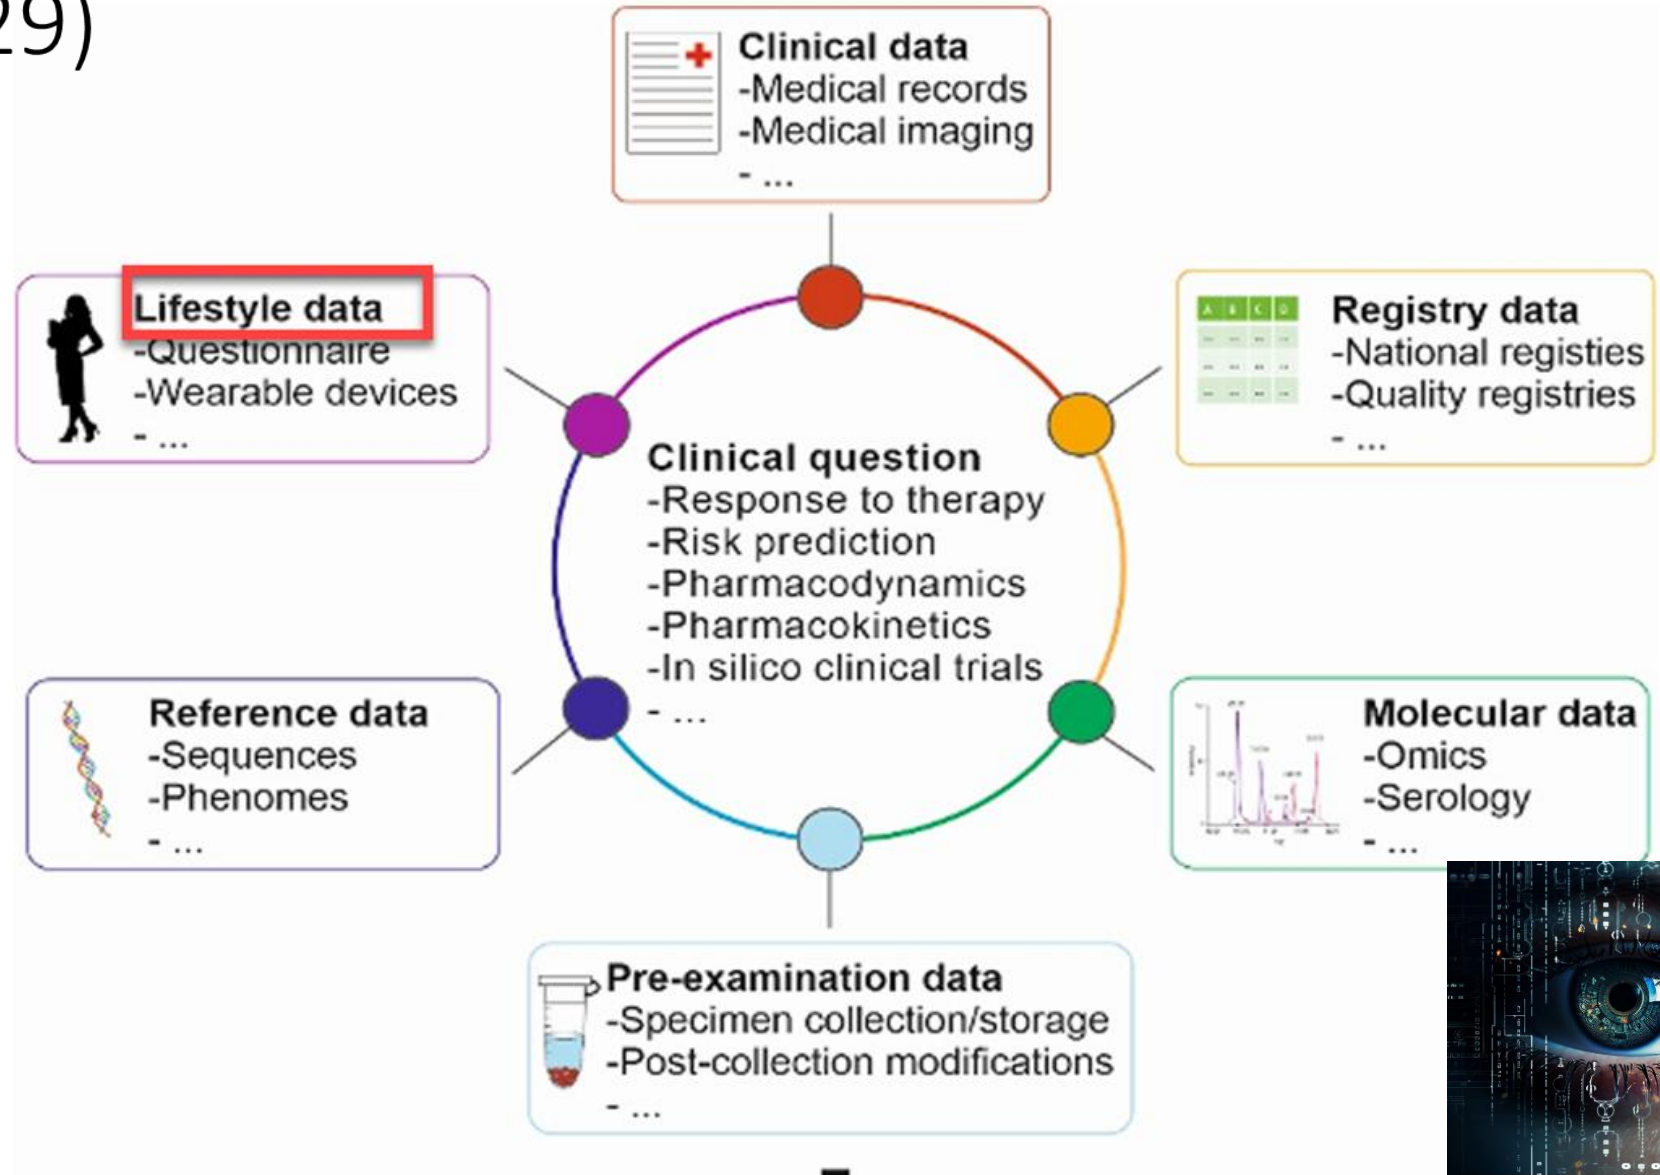 29)
Clinical data
-Medical records
-Medical imaging
- ...
Lifestyle data
-Questionnaire
-Wearable devices
- ...
Registry data
-National registies
-Quality registries
- ...
A B C D
Clinical question
-Response to therapy
-Risk prediction
-Pharmacodynamics
-Pharmacokinetics
-In silico clinical trials
- ...
Reference data
-Sequences
-Phenomes
- ...
Molecular data
-Omics
-Serology
- ...
Pre-examination data
-Specimen collection/storage
-Post-collection modifications
- ...